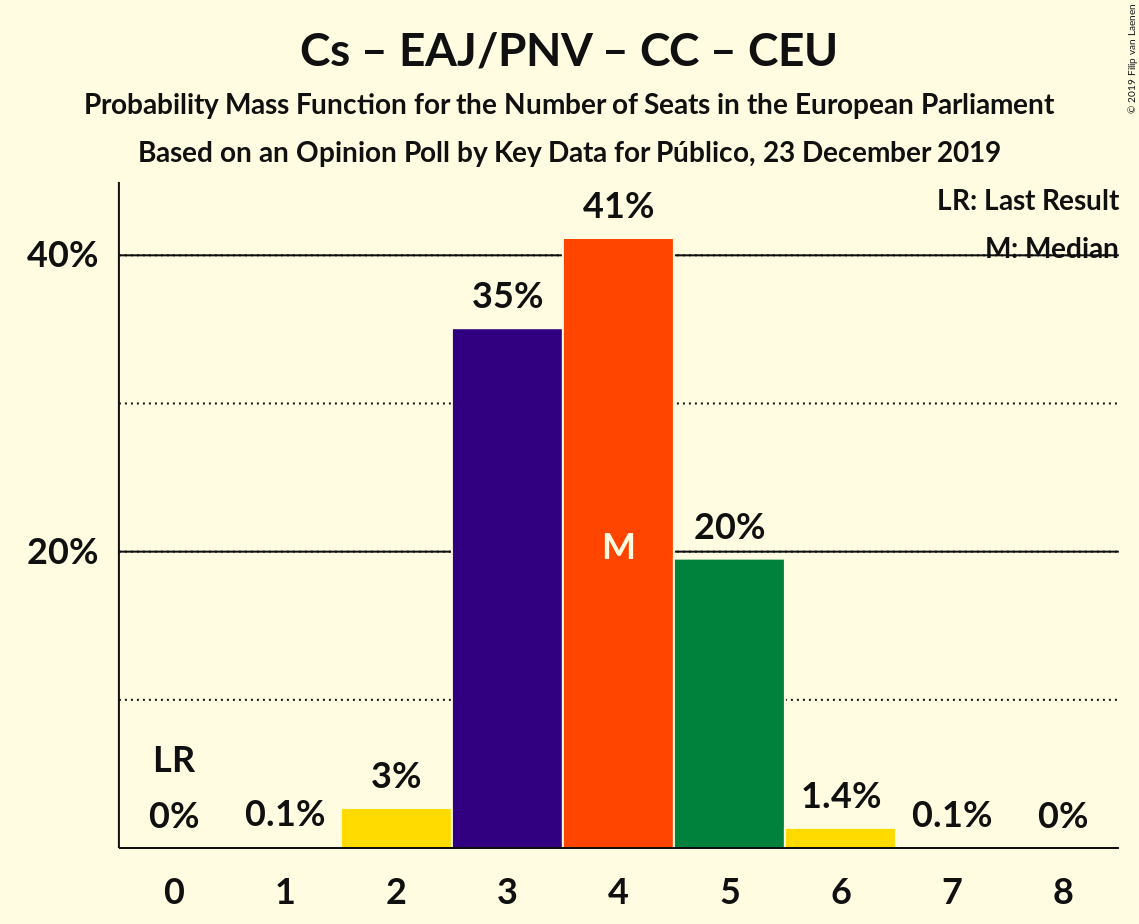 Cs – EAJ/PNV – CC – CEU
Probability Mass Function for the Number of Seats in the European Parliament
Based on an Opinion Poll by Key Data for Público, 23 December 2019
© 2019 Filip van Laenen
LR: Last Result
M: Median
40%
20%
LR
0%
0.1%
3%
35%
41%
M
20%
1.4%
0.1%
0%
0 1 2 3 4 5 6 7 8